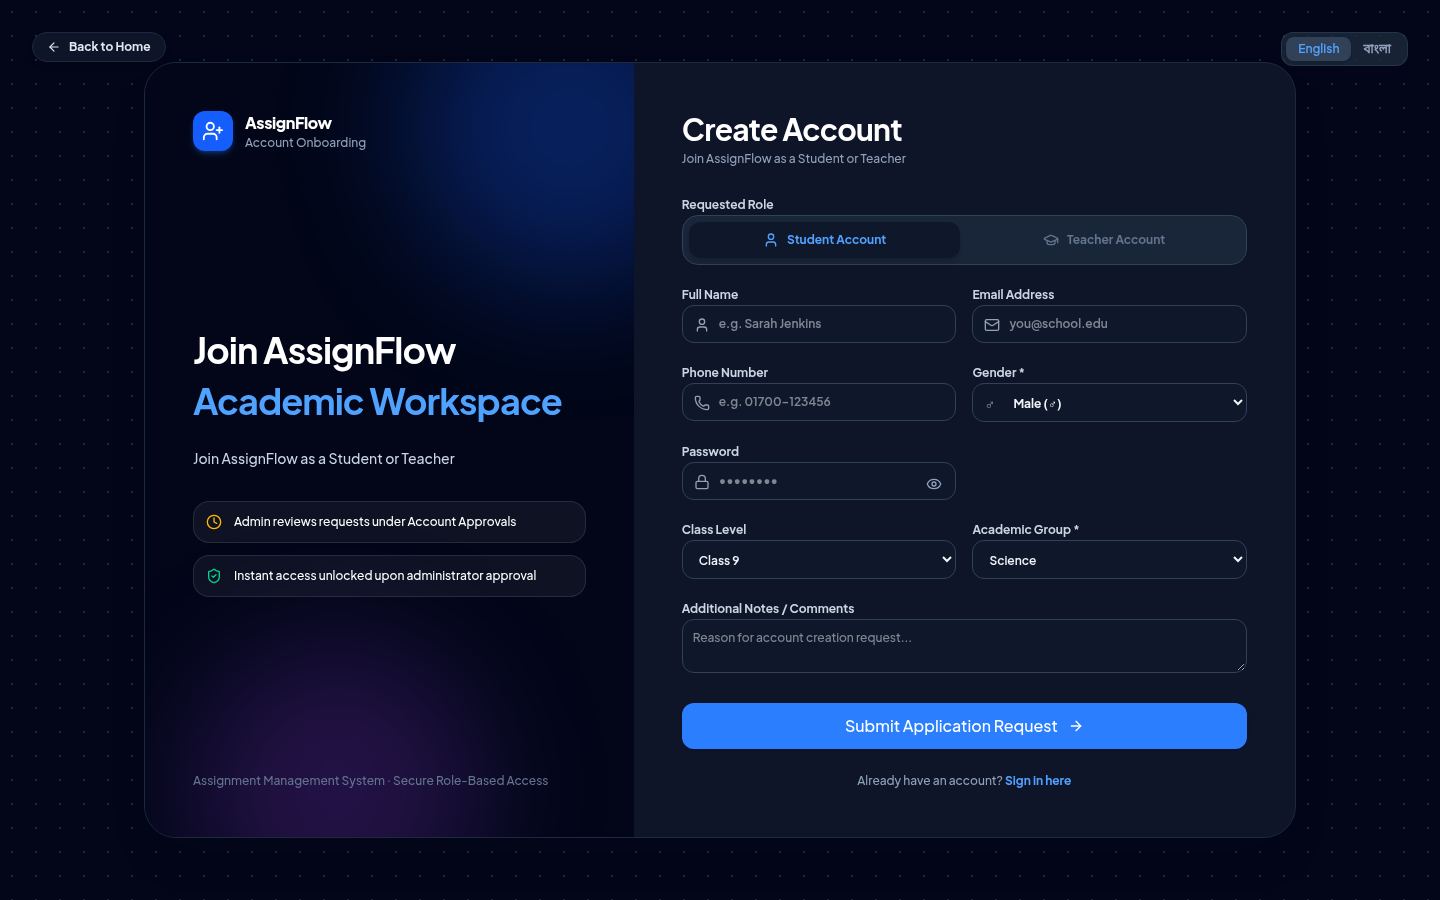 Back to Home
English বাংলা
AssignFlow
Account Onboarding
Join AssignFlow
Academic Workspace
Join AssignFlow as a Student or Teacher
Admin reviews requests under Account Approvals
Instant access unlocked upon administrator approval
Assignment Management System · Secure Role-Based Access
Create Account
Join AssignFlow as a Student or Teacher
Requested Role
Student Account Teacher Account
Full Name Email Address
e.g. Sarah Jenkins you@school.edu
Phone Number Gender *
e.g. 01700-123456 ♂ Male (♂)
Password
••••••••
Class Level Academic Group *
Class 9 Science
Additional Notes / Comments
Reason for account creation request...
Submit Application Request →
Already have an account? Sign in here